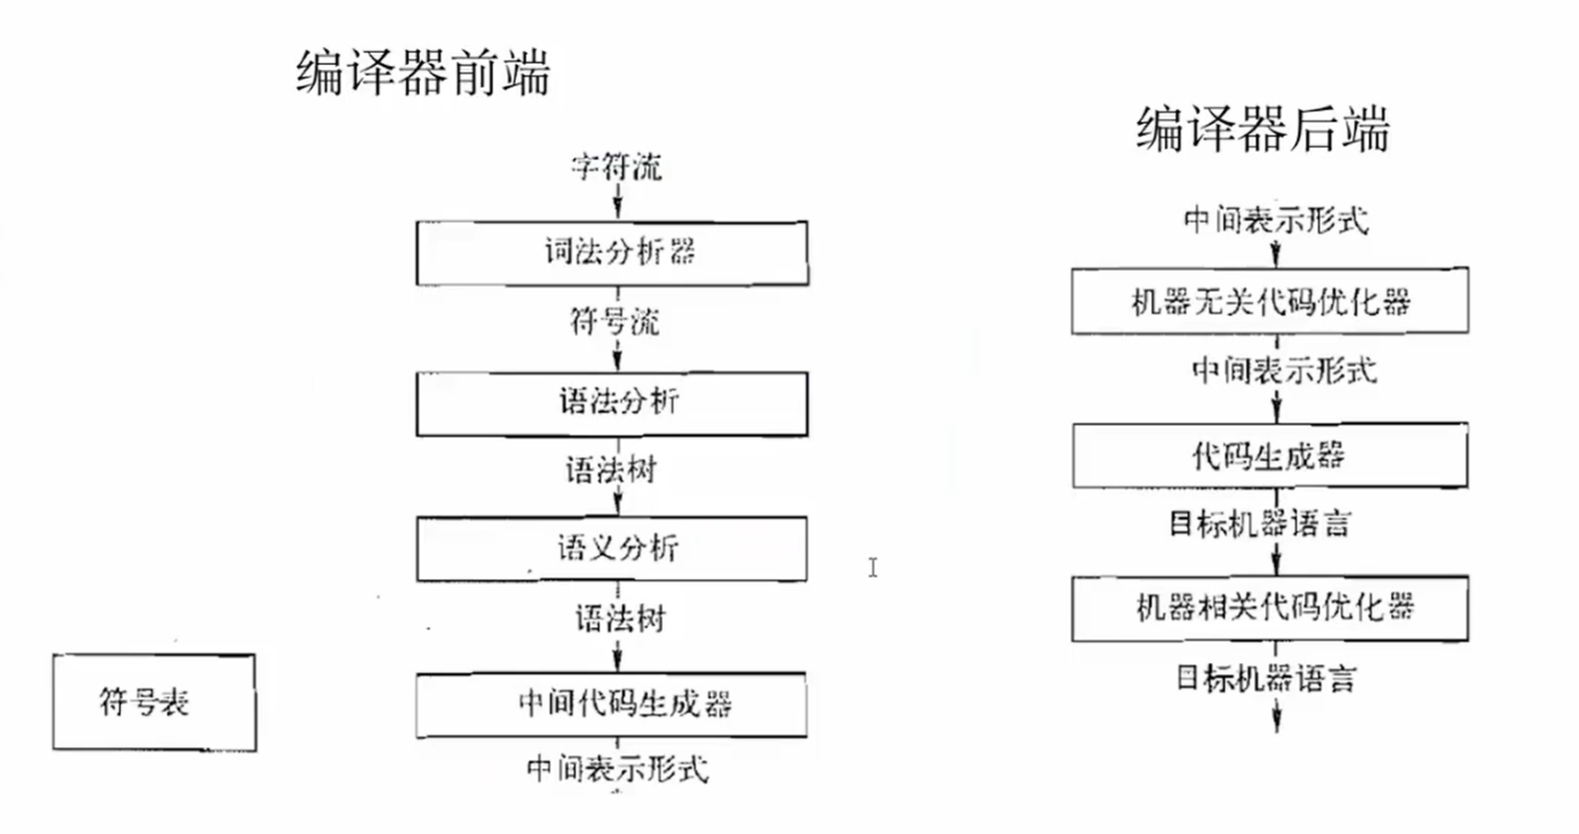 编译器前端
字符流
词法分析器
符号流
语法分析
语法树
语义分析
语法树
中间代码生成器
中间表示形式
符号表
编译器后端
中间表示形式
机器无关代码优化器
中间表示形式
代码生成器
目标机器语言
机器相关代码优化器
目标机器语言